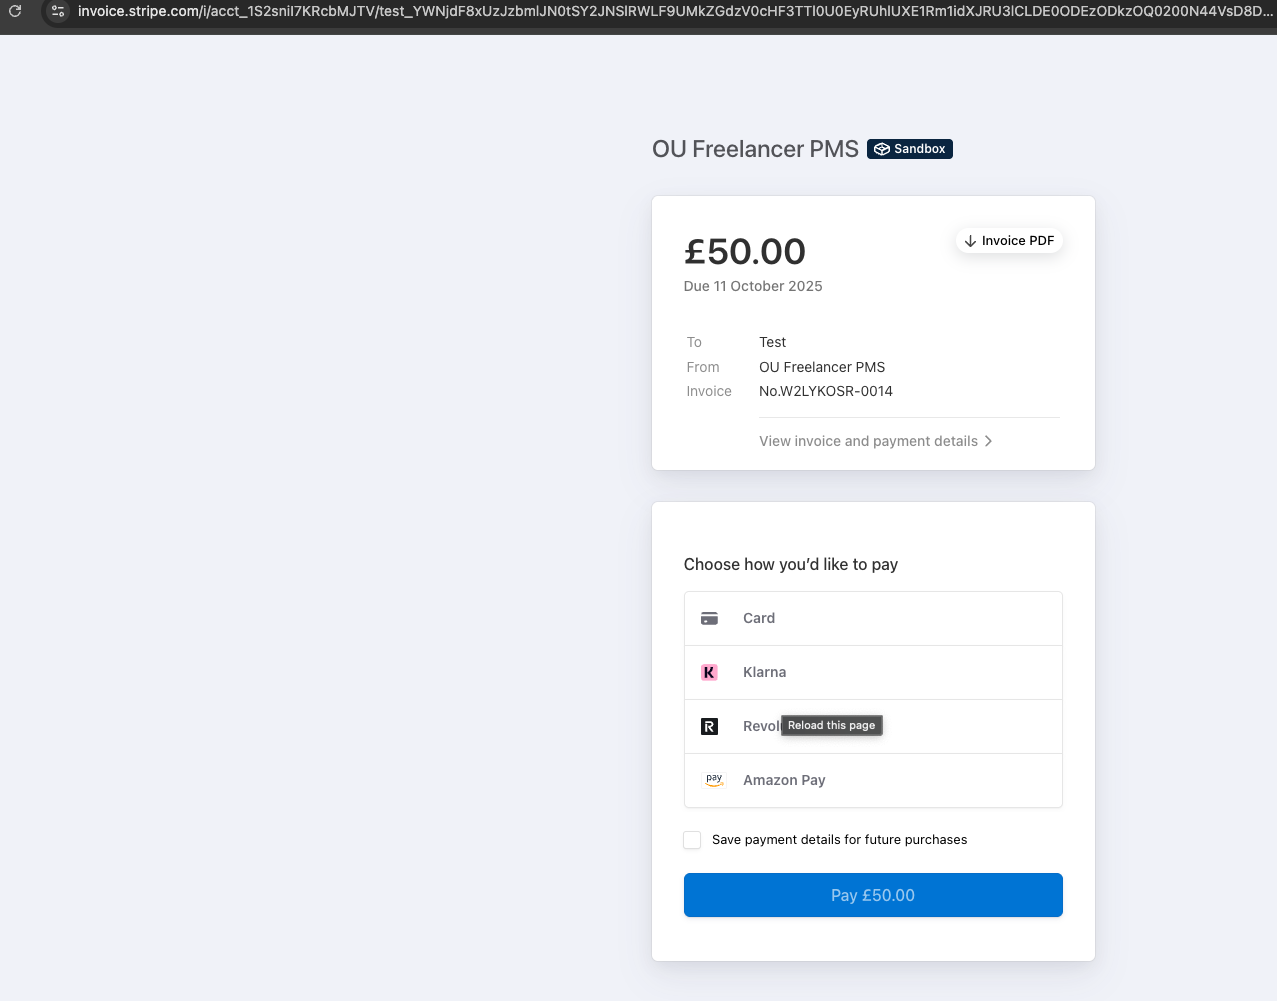 invoice.stripe.com/i/acct_1S2sniI7KRcbMJTV/test_YWNjdF8xUzJzbmlJN0tSY2JNSlRWLF9UMkZGdzV0cHF3TTl0U0EyRUhlUXE1Rm1idXJRU3lCLDE0ODEzODkzOQ0200N44VsD8D...
OU Freelancer PMS Sandbox
£50.00
Invoice PDF
Due 11 October 2025
To Test
From OU Freelancer PMS
Invoice No.W2LYKOSR-0014
View invoice and payment details
Choose how you’d like to pay
Card
K Klarna
R Revolu
Reload this page
pay Amazon Pay
Save payment details for future purchases
Pay £50.00